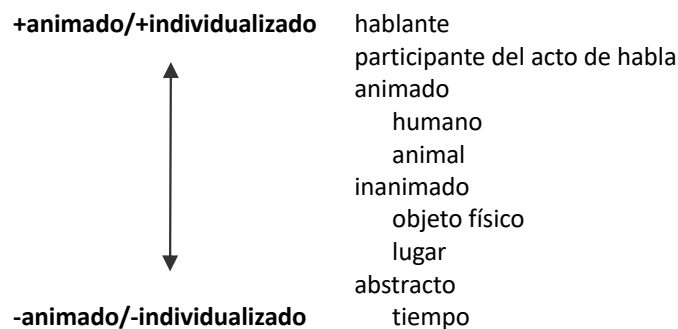 +animado/+individualizado hablante
participante del acto de habla
animado
humano
animal
inanimado
objeto físico
lugar
abstracto
-animado/-individualizado tiempo